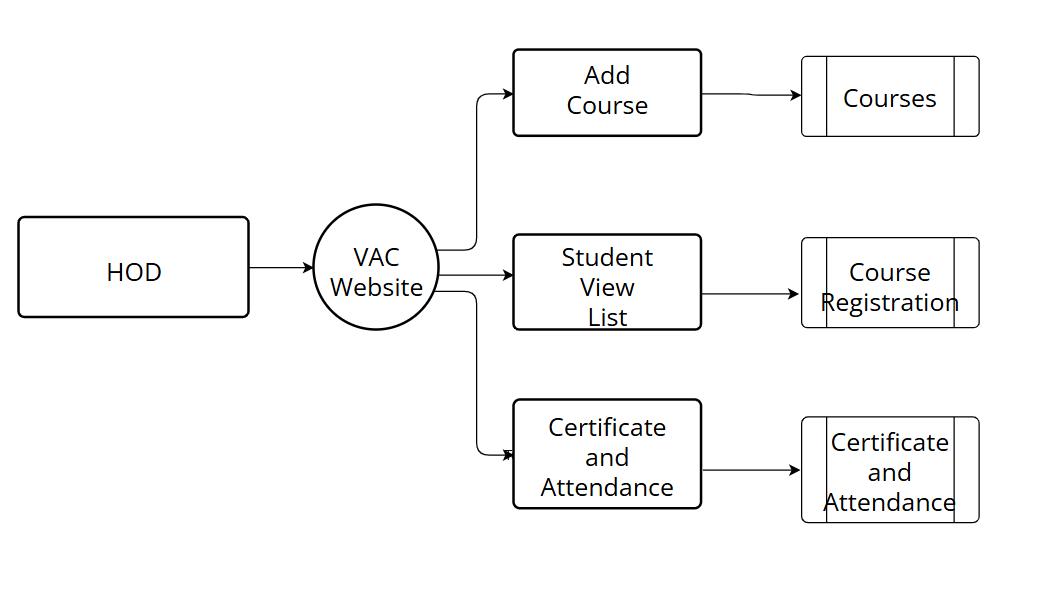 HOD
VAC
Website
Add
Course
Courses
Student
View
List
Course
Registration
Certificate
and
Attendance
Certificate
and
Attendance